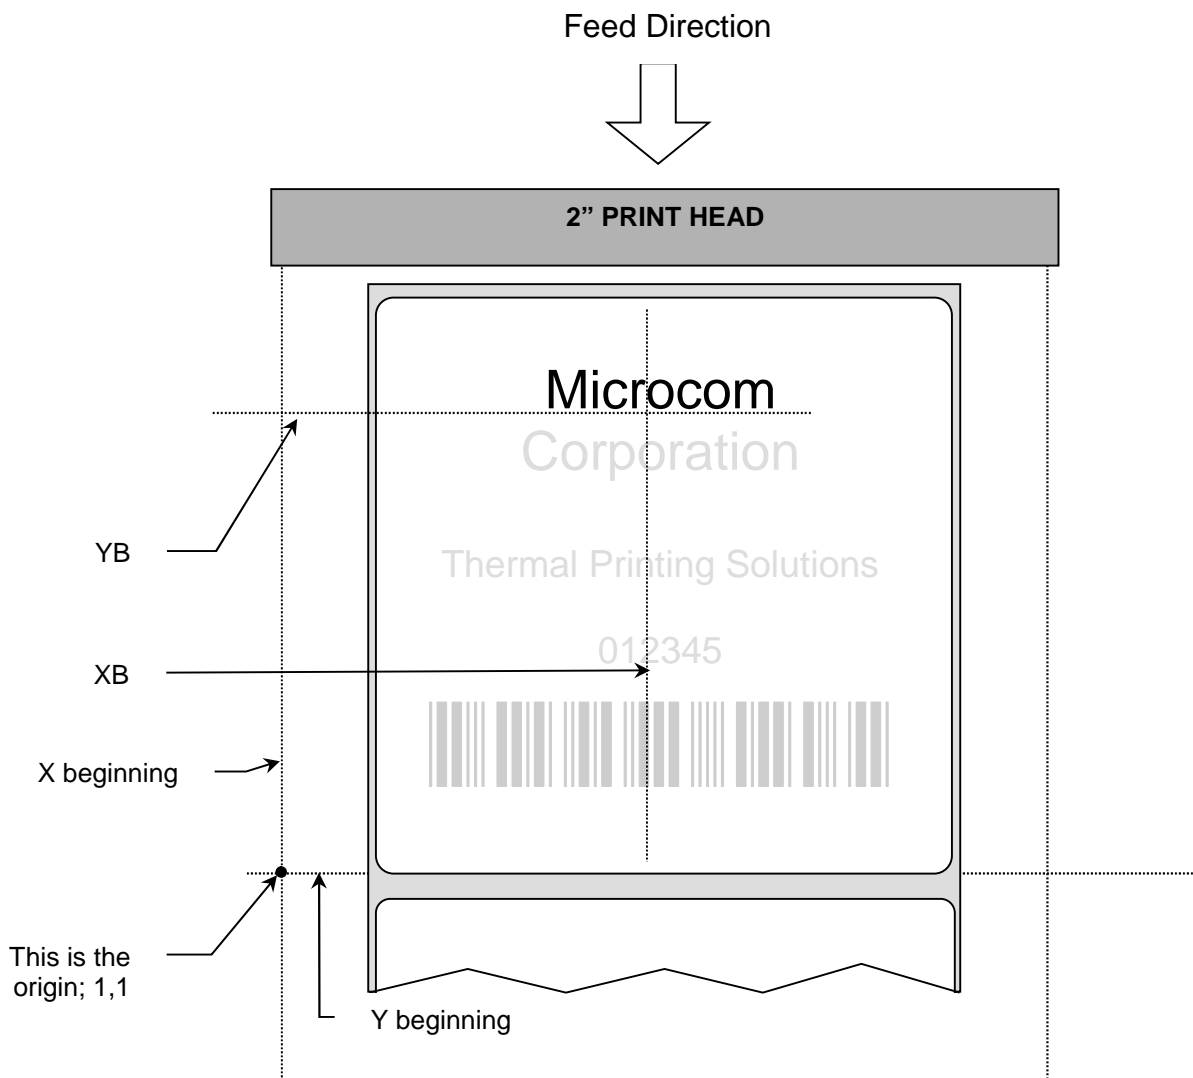 Feed Direction
2” PRINT HEAD
Microcom
Corporation
YB
Thermal Printing Solutions
012345
XB
X beginning
This is the
origin; 1,1
Y beginning